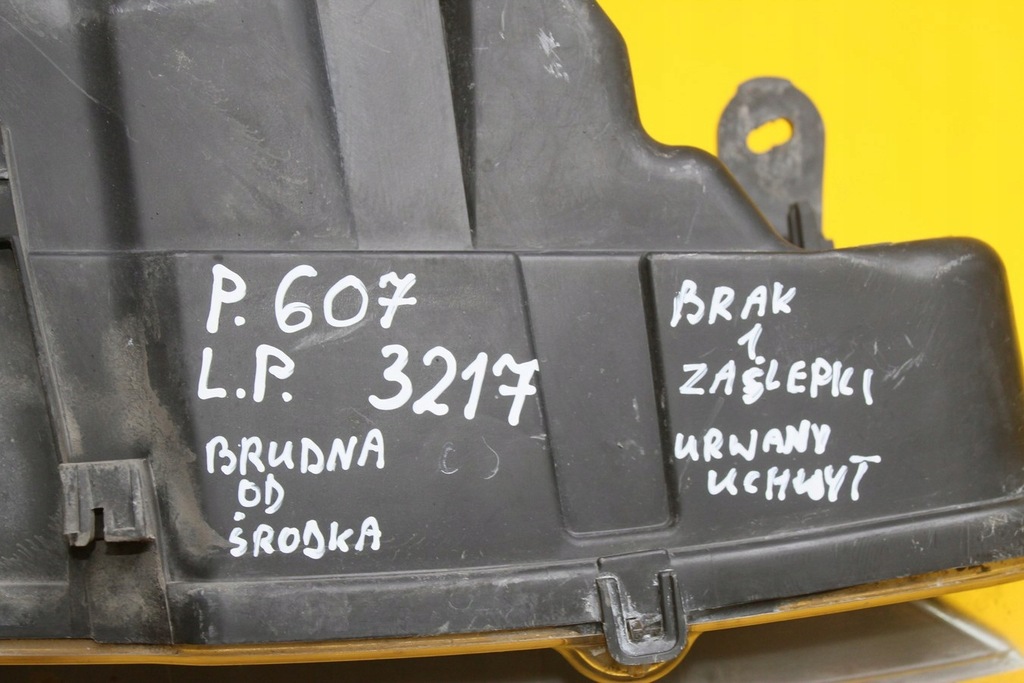 P. 607
L.P. 3217
BRUDNA
OD
ŚRODKA
BRAK
1
ZAŚLEPKI
URWANY
UCHWYT